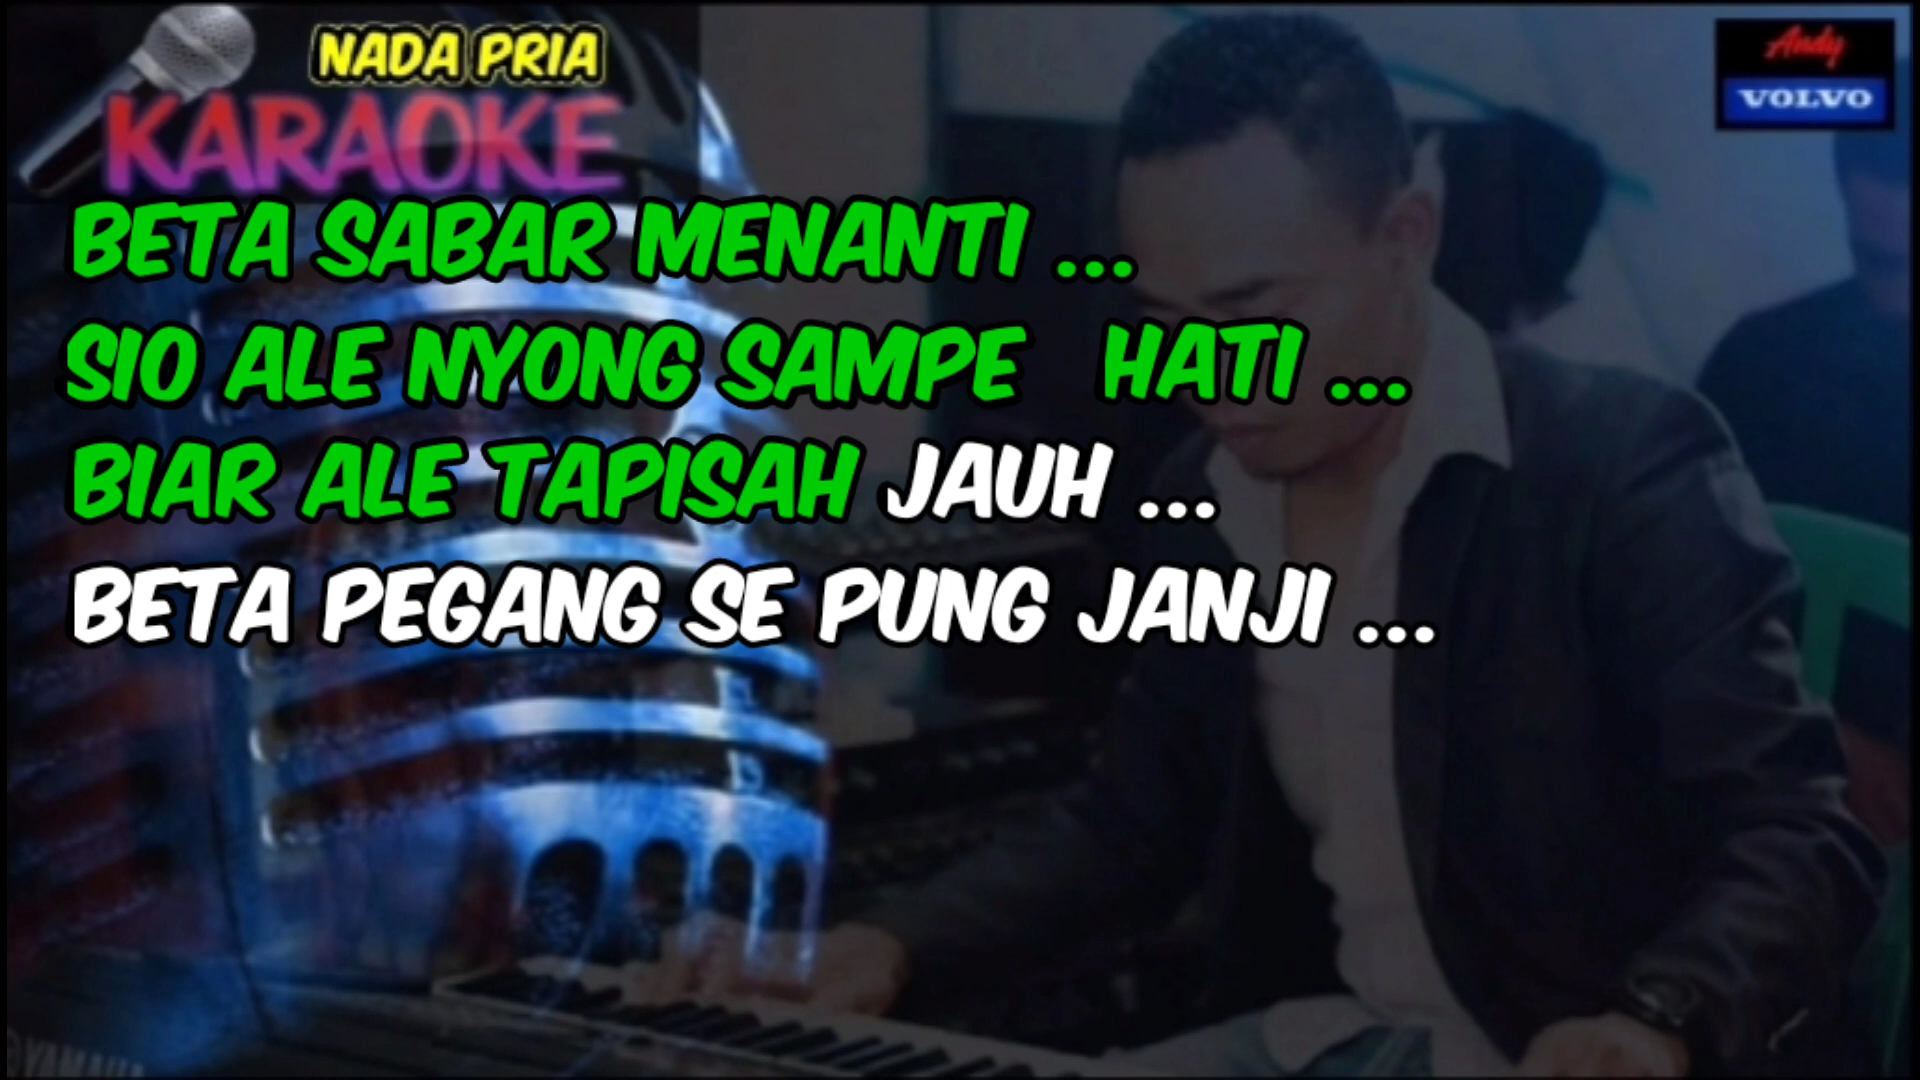 NADA PRIA
KARAOKE
Andy
VOLVO
BETA SABAR MENANTI ...
SIO ALE NYONG SAMPE HATI ...
BIAR ALE TAPISAH JAUH ...
BETA PEGANG SE PUNG JANJI ...
YAMAHA